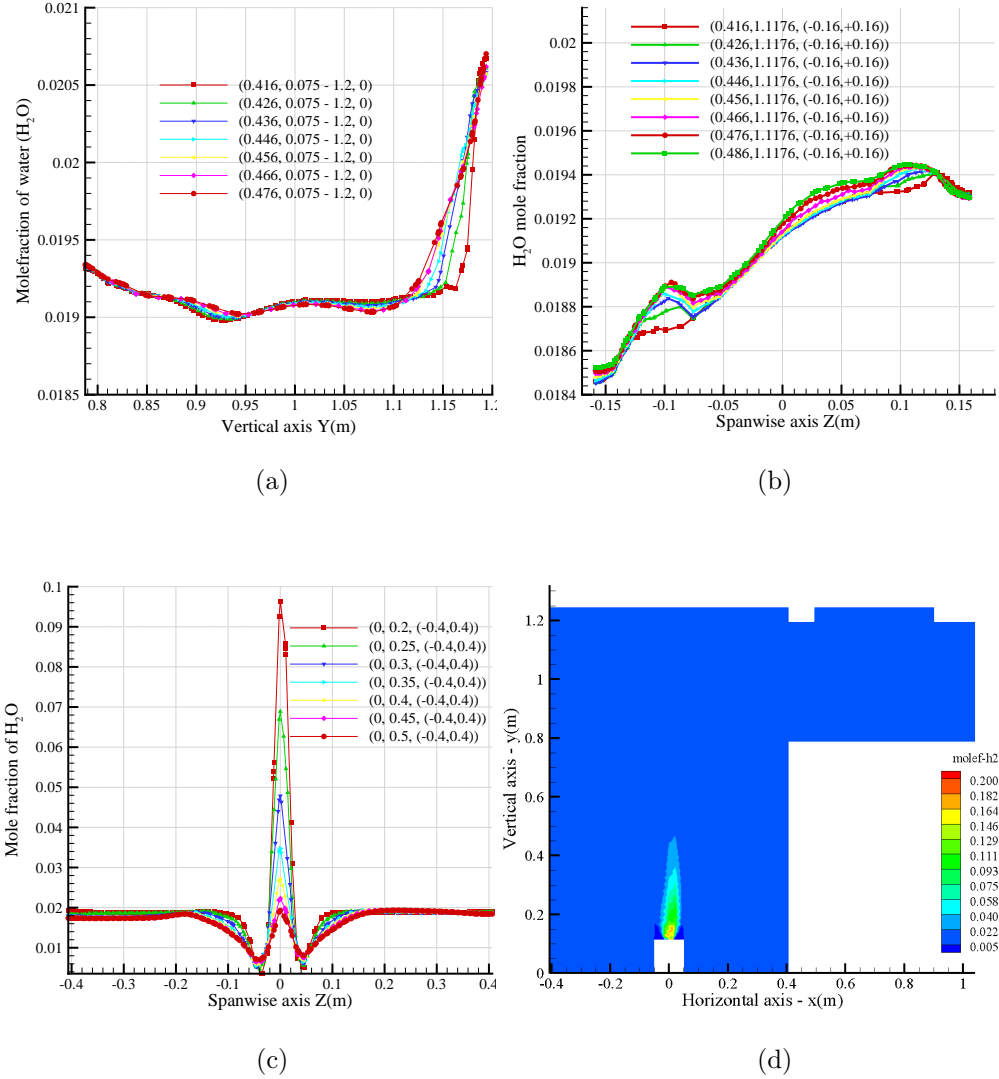 0.021
0.0205
0.02
0.0195
0.019
0.0185
Molefraction of water (H2O)
(0.416, 0.075 - 1.2, 0)
(0.426, 0.075 - 1.2, 0)
(0.436, 0.075 - 1.2, 0)
(0.446, 0.075 - 1.2, 0)
(0.456, 0.075 - 1.2, 0)
(0.466, 0.075 - 1.2, 0)
(0.476, 0.075 - 1.2, 0)
0.8 0.85 0.9 0.95 1 1.05 1.1 1.15 1.2
Vertical axis Y(m)
(a)
0.02
0.0198
0.0196
0.0194
0.0192
0.019
0.0188
0.0186
0.0184
H2O mole fraction
(0.416,1.1176, (-0.16,+0.16))
(0.426,1.1176, (-0.16,+0.16))
(0.436,1.1176, (-0.16,+0.16))
(0.446,1.1176, (-0.16,+0.16))
(0.456,1.1176, (-0.16,+0.16))
(0.466,1.1176, (-0.16,+0.16))
(0.476,1.1176, (-0.16,+0.16))
(0.486,1.1176, (-0.16,+0.16))
-0.15 -0.1 -0.05 0 0.05 0.1 0.15
Spanwise axis Z(m)
(b)
0.1
0.09
0.08
0.07
0.06
0.05
0.04
0.03
0.02
0.01
Mole fraction of H2O
(0, 0.2, (-0.4,0.4))
(0, 0.25, (-0.4,0.4))
(0, 0.3, (-0.4,0.4))
(0, 0.35, (-0.4,0.4))
(0, 0.4, (-0.4,0.4))
(0, 0.45, (-0.4,0.4))
(0, 0.5, (-0.4,0.4))
-0.4 -0.3 -0.2 -0.1 0 0.1 0.2 0.3 0.4
Spanwise axis Z(m)
(c)
1.2
1
0.8
0.6
0.4
0.2
0
Vertical axis - y(m)
molef-h2
0.200
0.182
0.164
0.146
0.129
0.111
0.093
0.075
0.058
0.040
0.022
0.005
-0.4 -0.2 0 0.2 0.4 0.6 0.8 1
Horizontal axis - x(m)
(d)